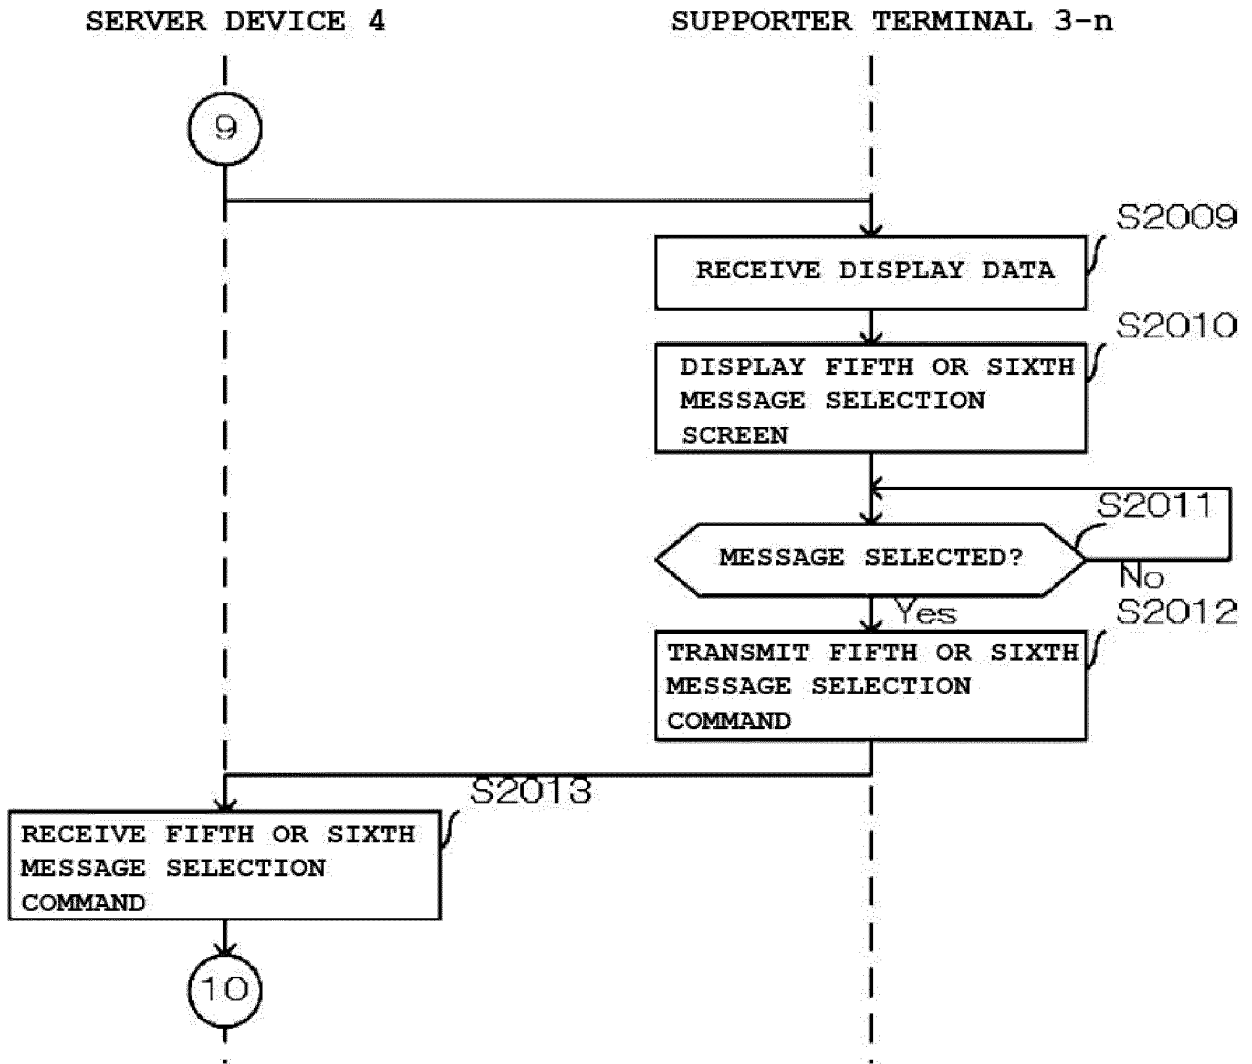 SERVER DEVICE 4
SUPPORTER TERMINAL 3-n
9
S2009
RECEIVE DISPLAY DATA
S2010
DISPLAY FIFTH OR SIXTH
MESSAGE SELECTION
SCREEN
S2011
MESSAGE SELECTED?
No
Yes
S2012
TRANSMIT FIFTH OR SIXTH
MESSAGE SELECTION
COMMAND
S2013
RECEIVE FIFTH OR SIXTH
MESSAGE SELECTION
COMMAND
10